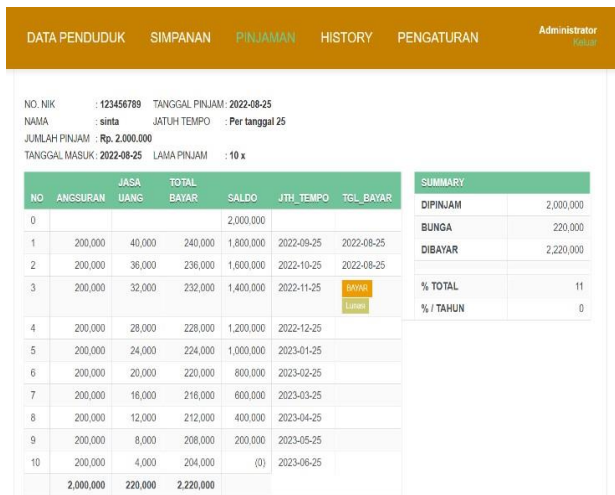 DATA PENDUDUK SIMPANAN PINJAMAN HISTORY PENGATURAN Administrator
Keluar
NO. NIK : 123456789 TANGGAL PINJAM : 2022-08-25
NAMA : sinta JATUH TEMPO : Per tanggal 25
JUMLAH PINJAM : Rp. 2.000.000
TANGGAL MASUK : 2022-08-25 LAMA PINJAM : 10 x
NO ANGSURAN JASA UANG TOTAL BAYAR SALDO JTH_TEMPO TGL_BAYAR
0 2,000,000
1 200,000 40,000 240,000 1,800,000 2022-09-25 2022-08-25
2 200,000 36,000 236,000 1,600,000 2022-10-25 2022-08-25
3 200,000 32,000 232,000 1,400,000 2022-11-25 BAYAR
Lunasi
4 200,000 28,000 228,000 1,200,000 2022-12-25
5 200,000 24,000 224,000 1,000,000 2023-01-25
6 200,000 20,000 220,000 800,000 2023-02-25
7 200,000 16,000 216,000 600,000 2023-03-25
8 200,000 12,000 212,000 400,000 2023-04-25
9 200,000 8,000 208,000 200,000 2023-05-25
10 200,000 4,000 204,000 (0) 2023-06-25
2,000,000 220,000 2,220,000
SUMMARY
DIPINJAM 2,000,000
BUNGA 220,000
DIBAYAR 2,220,000
% TOTAL 11
% / TAHUN 0